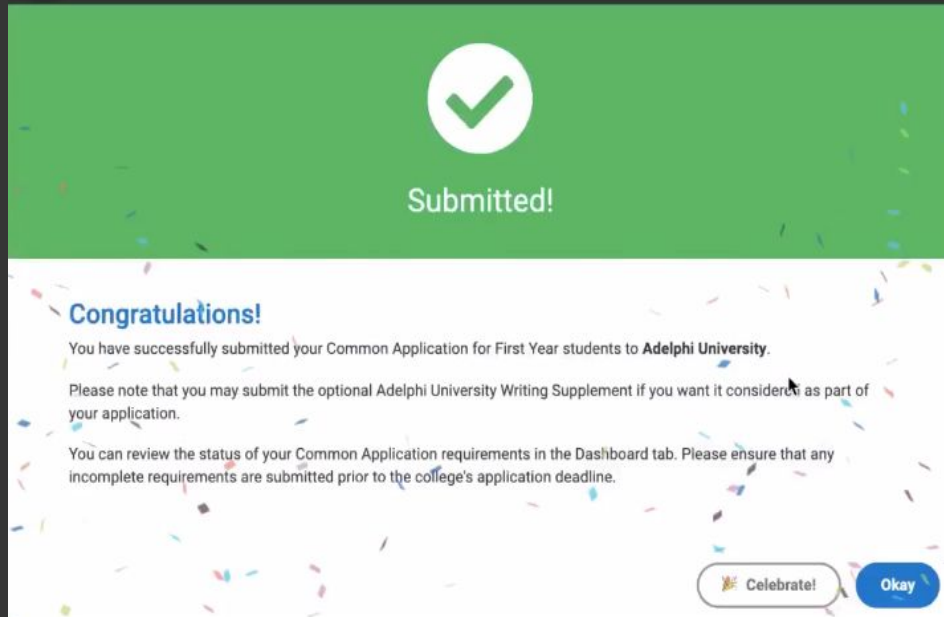 Submitted!
Congratulations!
You have successfully submitted your Common Application for First Year students to Adelphi University.
Please note that you may submit the optional Adelphi University Writing Supplement if you want it considered as part of
your application.
You can review the status of your Common Application requirements in the Dashboard tab. Please ensure that any
incomplete requirements are submitted prior to the college's application deadline.
Celebrate!
Okay